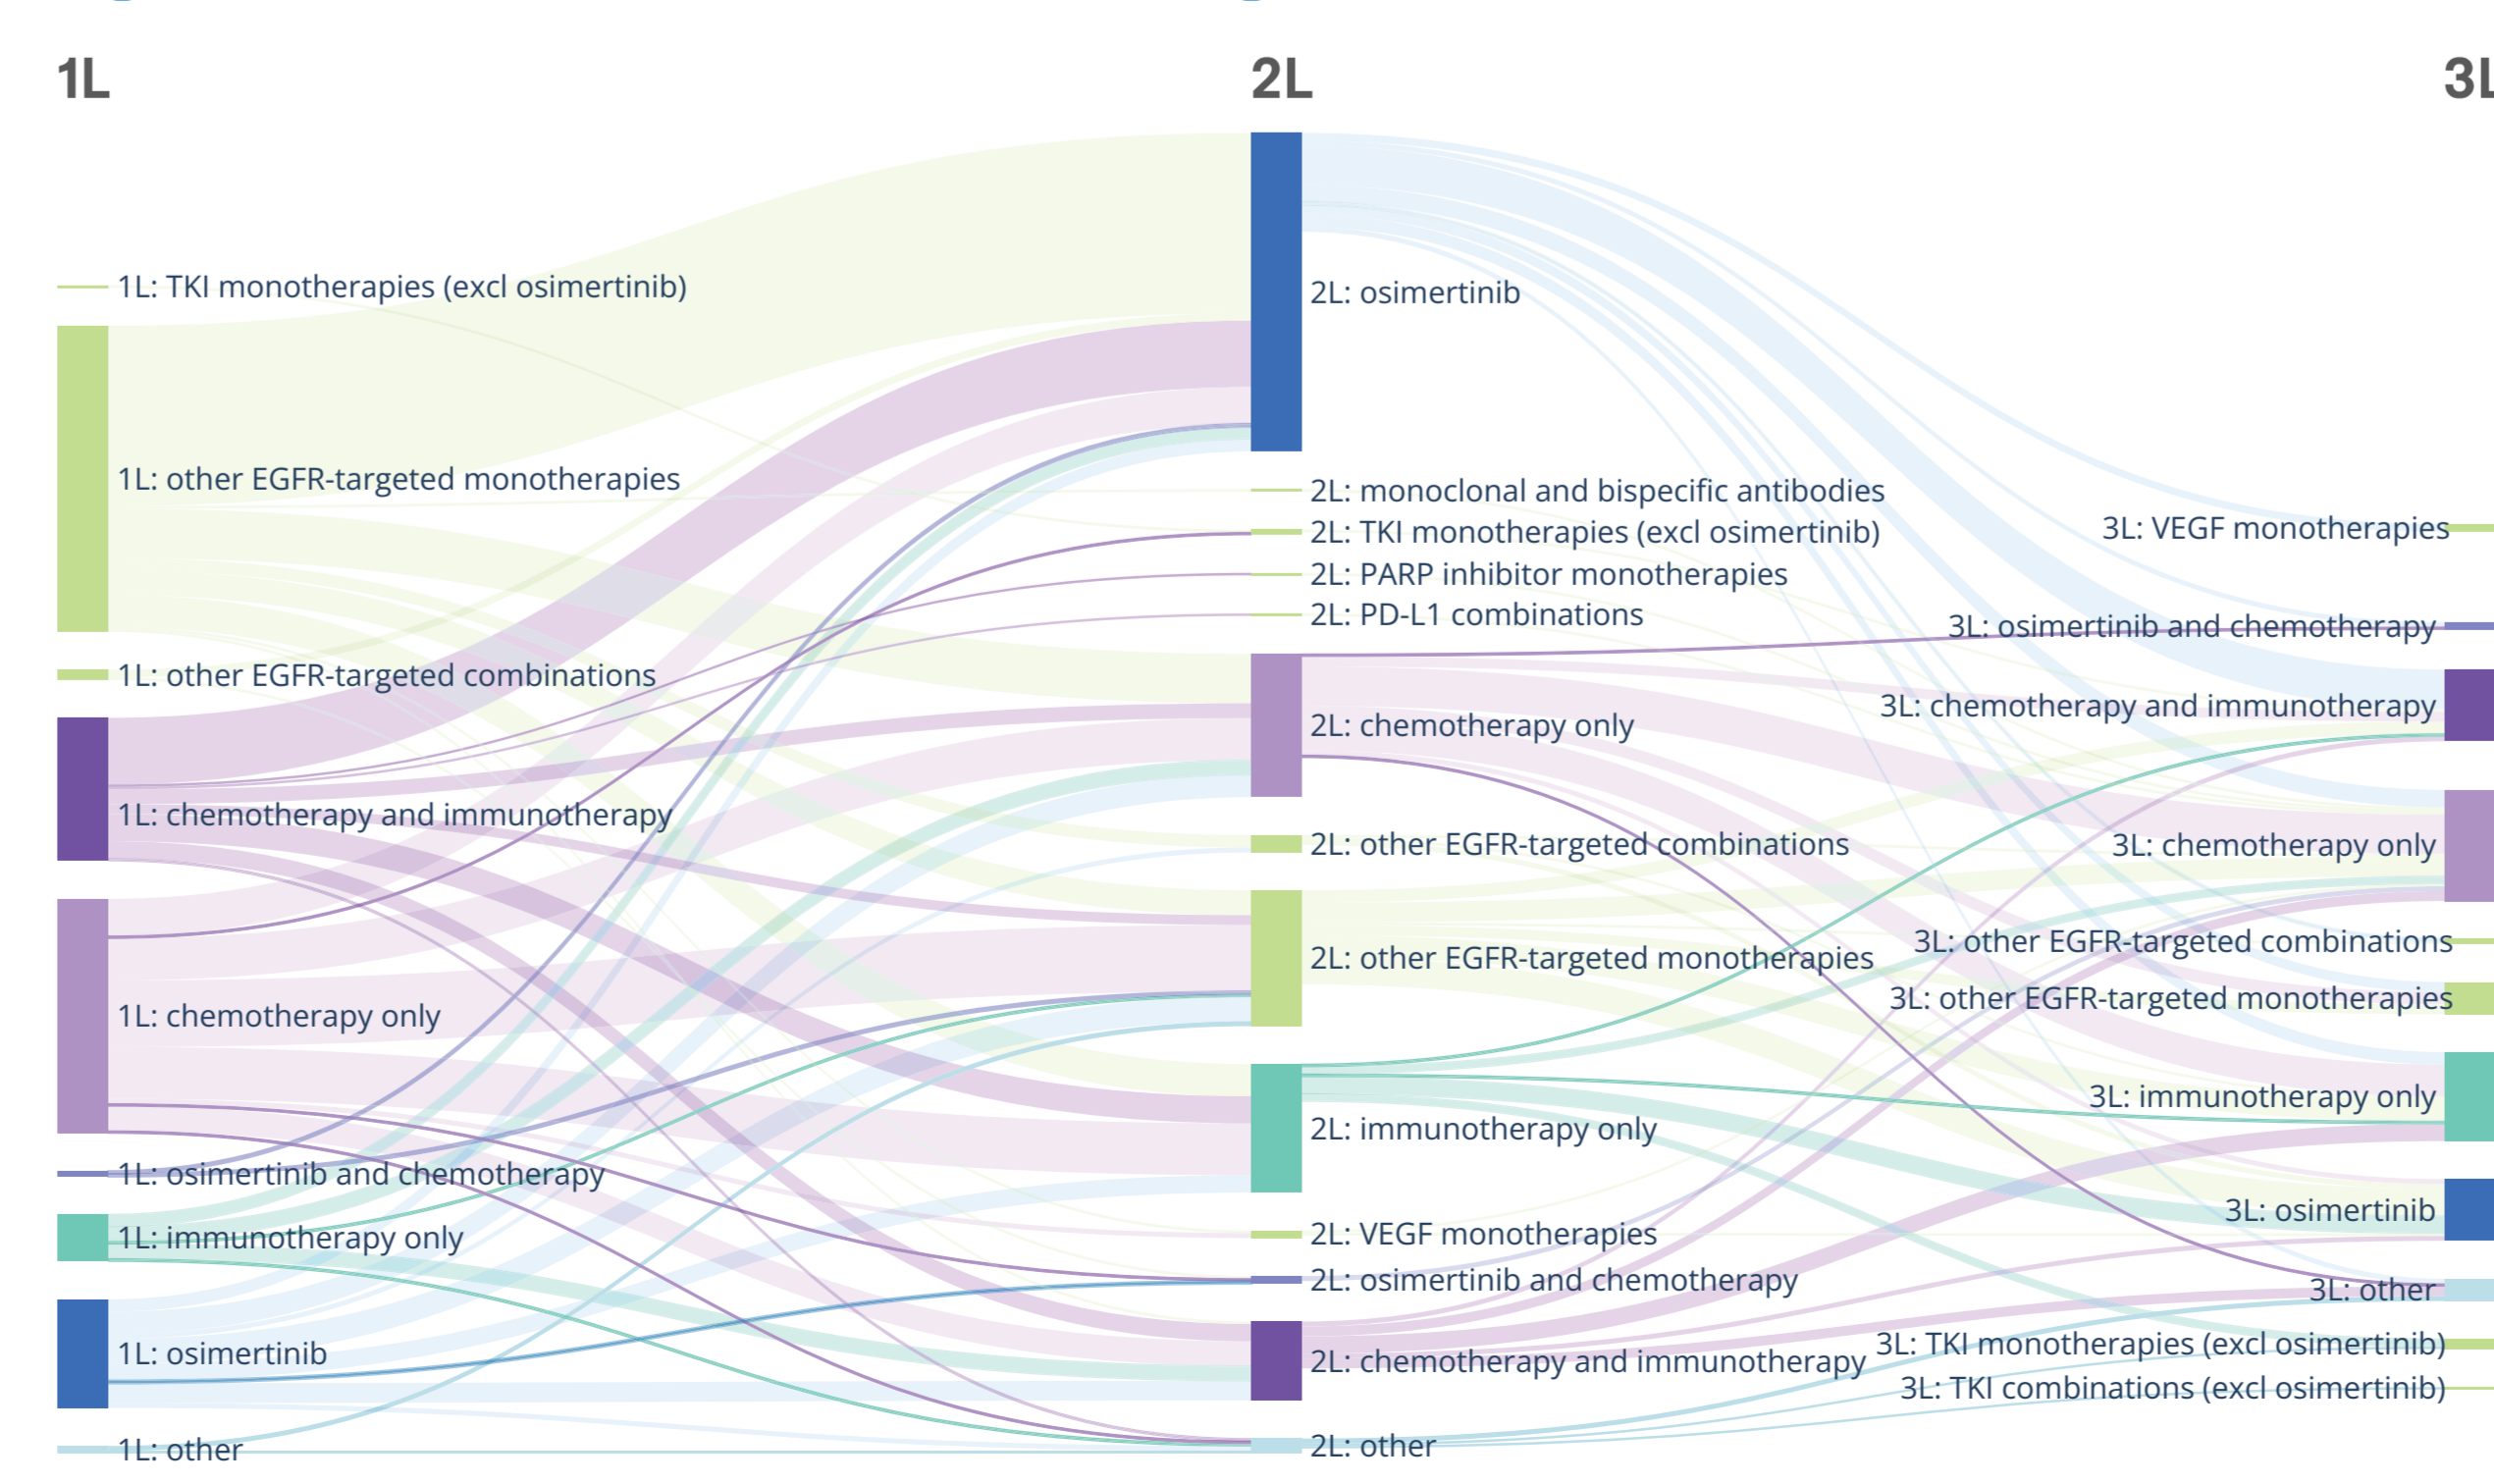 1L
2L
3L
1L: TKI monotherapies (excl osimertinib)
1L: other EGFR-targeted monotherapies
1L: other EGFR-targeted combinations
1L: chemotherapy and immunotherapy
1L: chemotherapy only
1L: osimertinib and chemotherapy
1L: immunotherapy only
1L: osimertinib
1L: other
2L: osimertinib
2L: monoclonal and bispecific antibodies
2L: TKI monotherapies (excl osimertinib)
2L: PARP inhibitor monotherapies
2L: PD-L1 combinations
2L: chemotherapy only
2L: other EGFR-targeted combinations
2L: other EGFR-targeted monotherapies
2L: immunotherapy only
2L: VEGF monotherapies
2L: osimertinib and chemotherapy
2L: chemotherapy and immunotherapy
2L: other
3L: VEGF monotherapies
3L: osimertinib and chemotherapy
3L: chemotherapy and immunotherapy
3L: chemotherapy only
3L: other EGFR-targeted combinations
3L: other EGFR-targeted monotherapies
3L: immunotherapy only
3L: osimertinib
3L: other
3L: TKI monotherapies (excl osimertinib)
3L: TKI combinations (excl osimertinib)